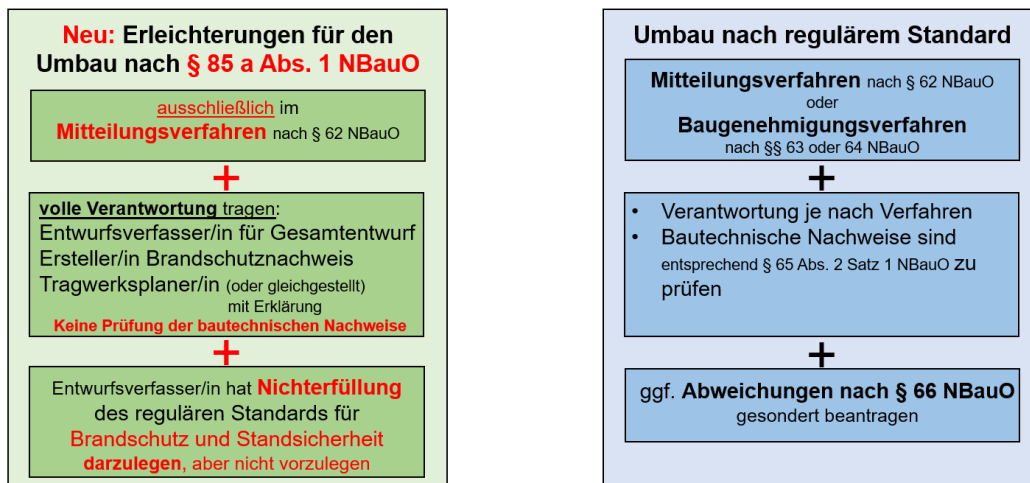 Neu: Erleichterungen für den
Umbau nach § 85 a Abs. 1 NBauO
ausschließlich im
Mitteilungsverfahren nach § 62 NBauO
+
volle Verantwortung tragen:
Entwurfsverfasser/in für Gesamtentwurf
Ersteller/in Brandschutznachweis
Tragwerksplaner/in (oder gleichgestellt)
mit Erklärung
Keine Prüfung der bautechnischen Nachweise
+
Entwurfsverfasser/in hat Nichterfüllung
des regulären Standards für
Brandschutz und Standsicherheit
darzulegen, aber nicht vorzulegen
Umbau nach regulärem Standard
Mitteilungsverfahren nach § 62 NBauO
oder
Baugenehmigungsverfahren
nach §§ 63 oder 64 NBauO
+
• Verantwortung je nach Verfahren
• Bautechnische Nachweise sind
entsprechend § 65 Abs. 2 Satz 1 NBauO zu
prüfen
+
ggf. Abweichungen nach § 66 NBauO
gesondert beantragen